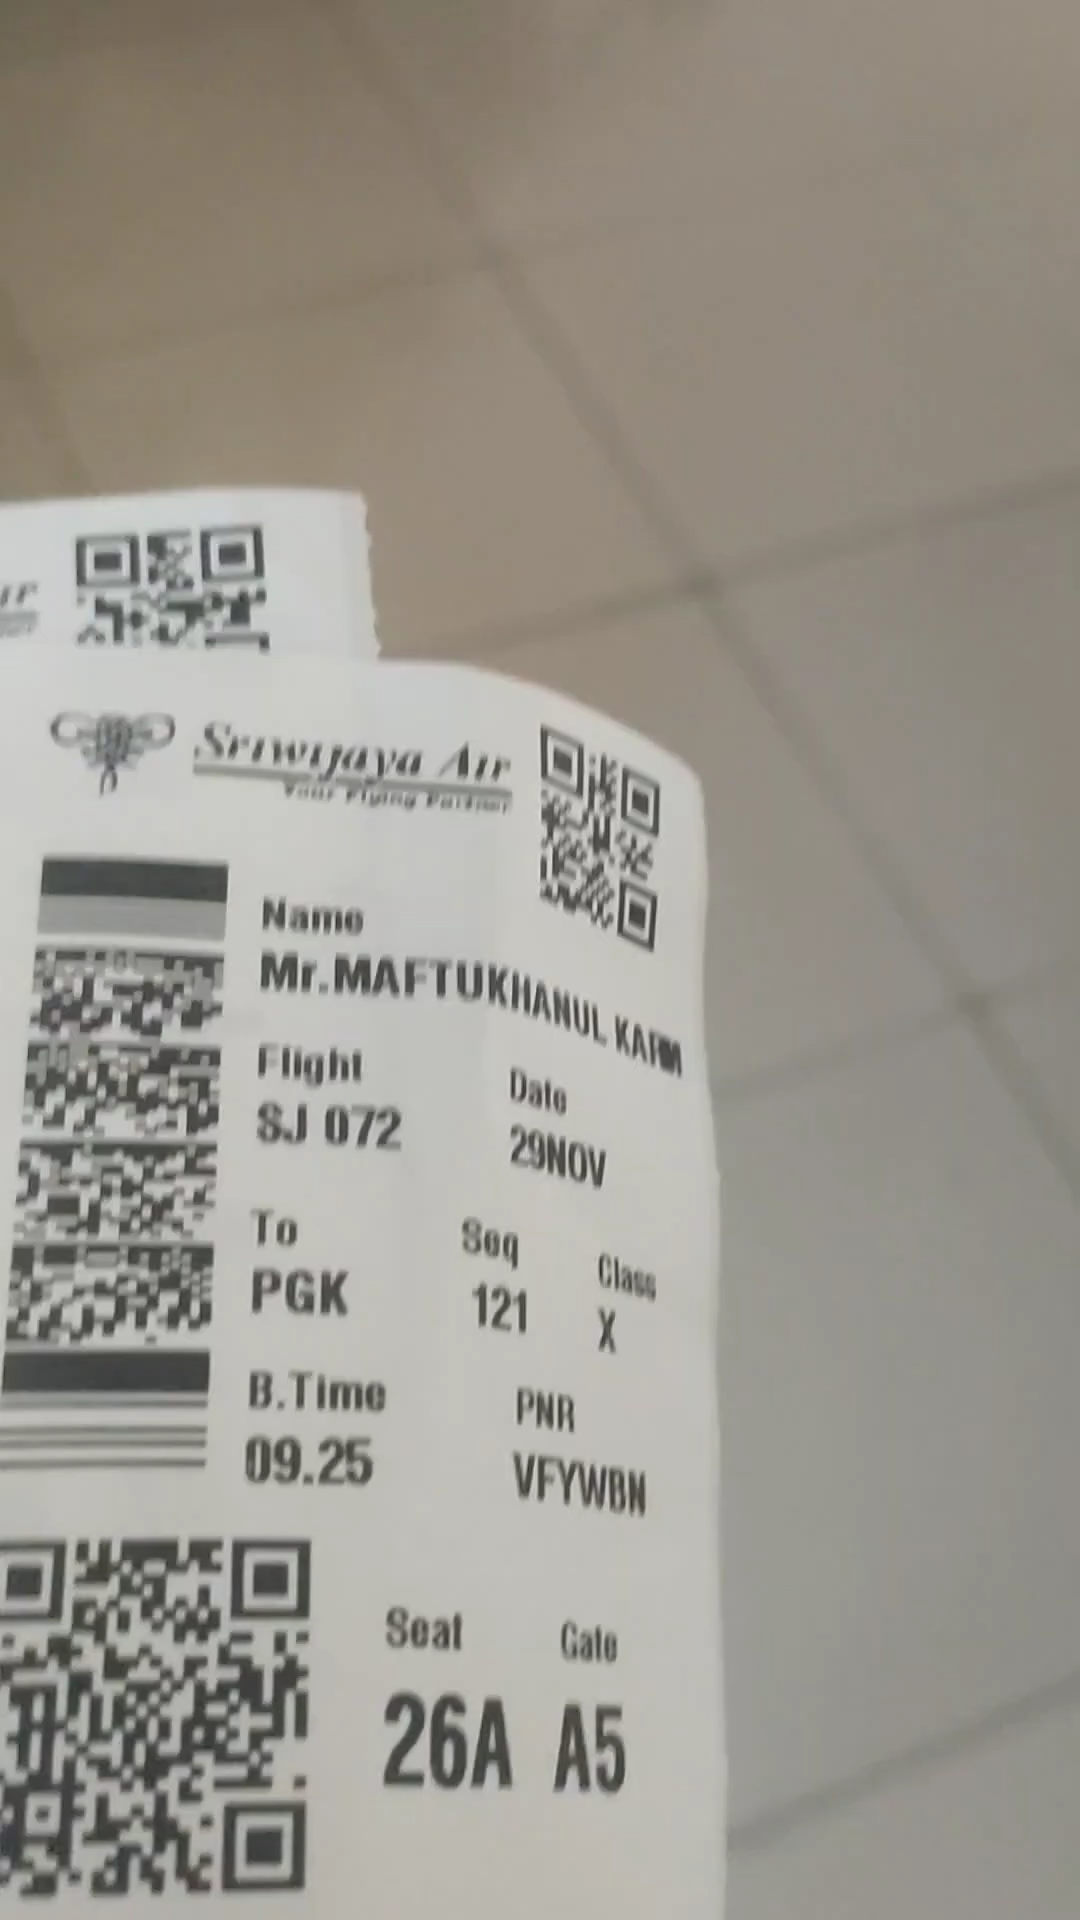 Sriwijaya Air
Your Flying Partner
Name
Mr.MAFTUKHANUL
Flight Date
SJ 072 29NOV
To Seq Class
PGK 121 X
B.Time PNR
09.25 VFYWBN
Seat Gate
26A A5